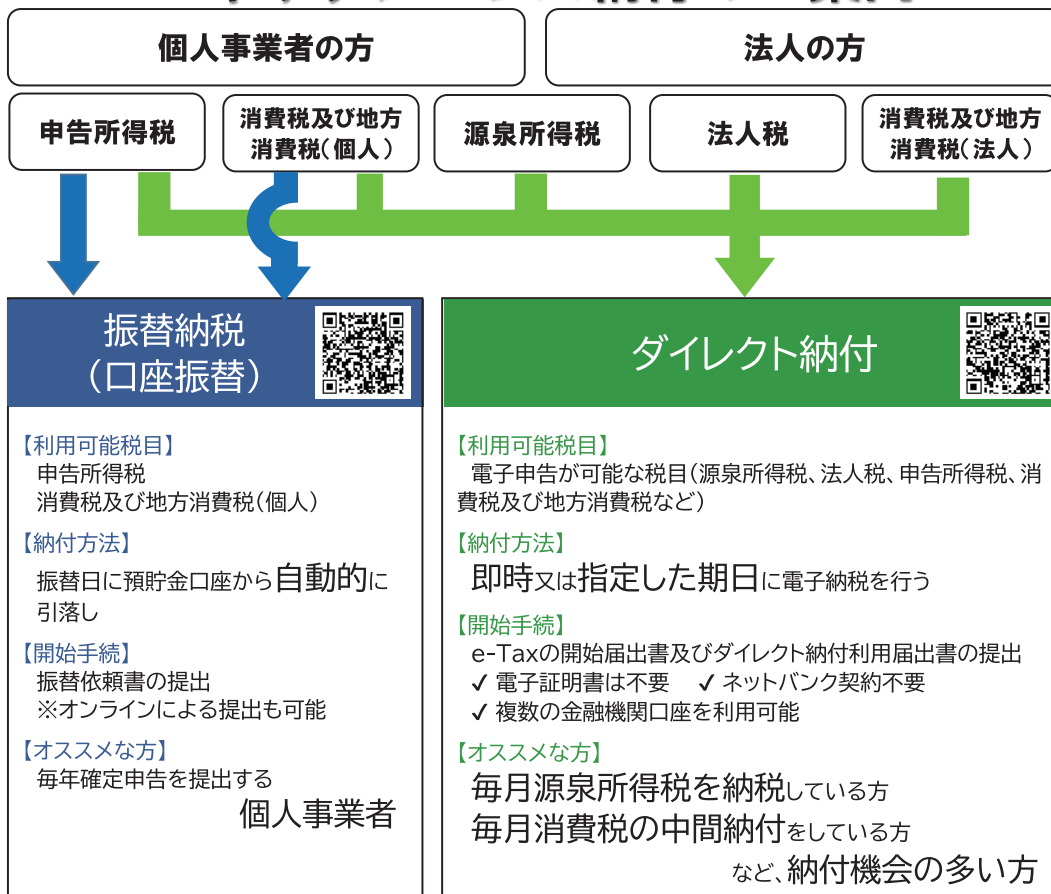 個人事業者の方
法人の方
申告所得税
消費税及び地方
消費税(個人)
源泉所得税
法人税
消費税及び地方
消費税(法人)
振替納税
(口座振替)
【利用可能税目】
申告所得税
消費税及び地方消費税(個人)
【納付方法】
振替日に預貯金口座から自動的に
引落し
【開始手続】
振替依頼書の提出
※オンラインによる提出も可能
【オススメな方】
毎年確定申告を提出する
個人事業者
ダイレクト納付
【利用可能税目】
電子申告が可能な税目(源泉所得税、法人税、申告所得税、消
費税及び地方消費税など)
【納付方法】
即時又は指定した期日に電子納税を行う
【開始手続】
e-Taxの開始届出書及びダイレクト納付利用届出書の提出
✓ 電子証明書は不要 ✓ ネットバンク契約不要
✓ 複数の金融機関口座を利用可能
【オススメな方】
毎月源泉所得税を納税している方
毎月消費税の中間納付をしている方
など、納付機会の多い方